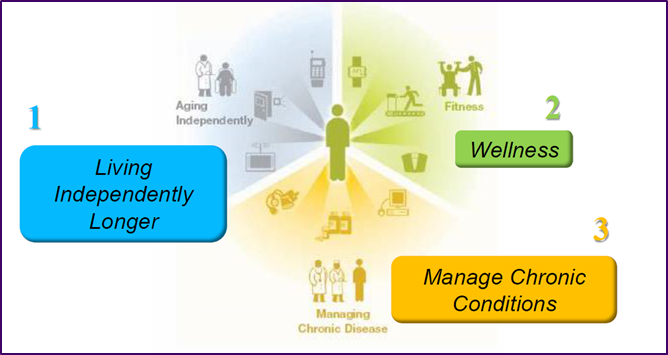 Aging
Independently
Fitness
1
Living
Independently
Longer
2
Wellness
3
Manage Chronic
Conditions
Managing
Chronic Disease